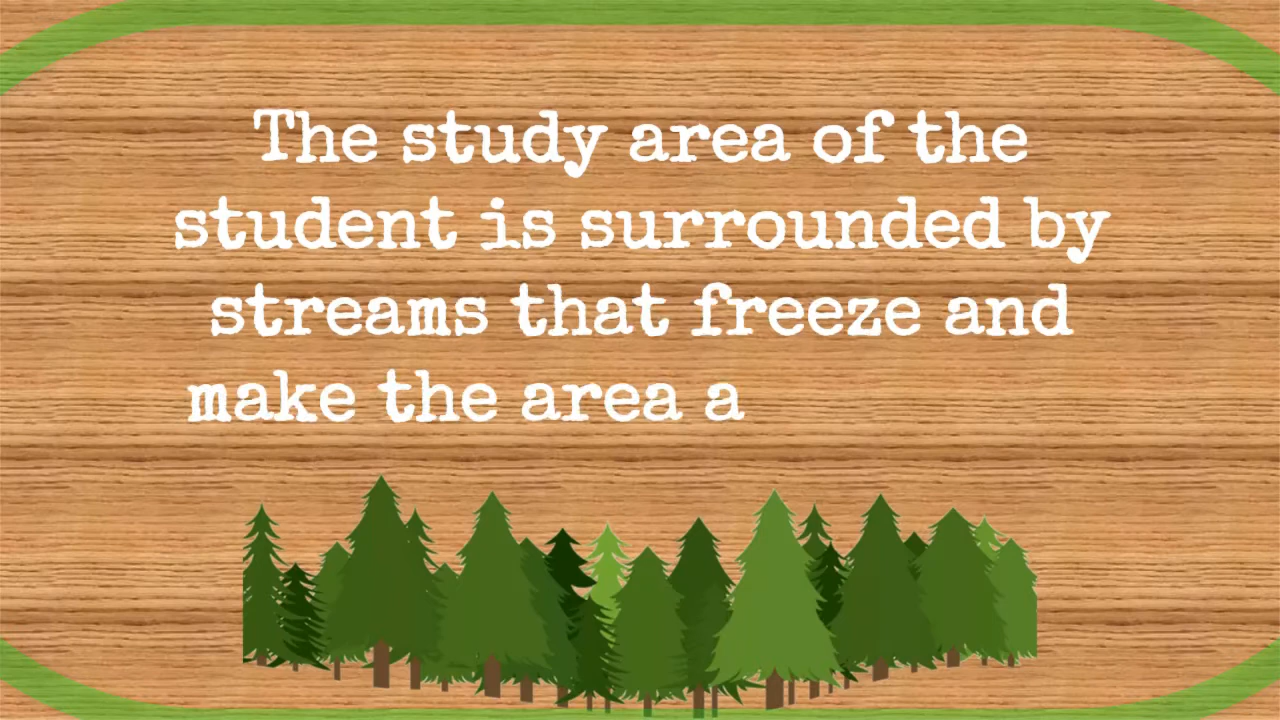 The study area of the
student is surrounded by
streams that freeze and
make the area a